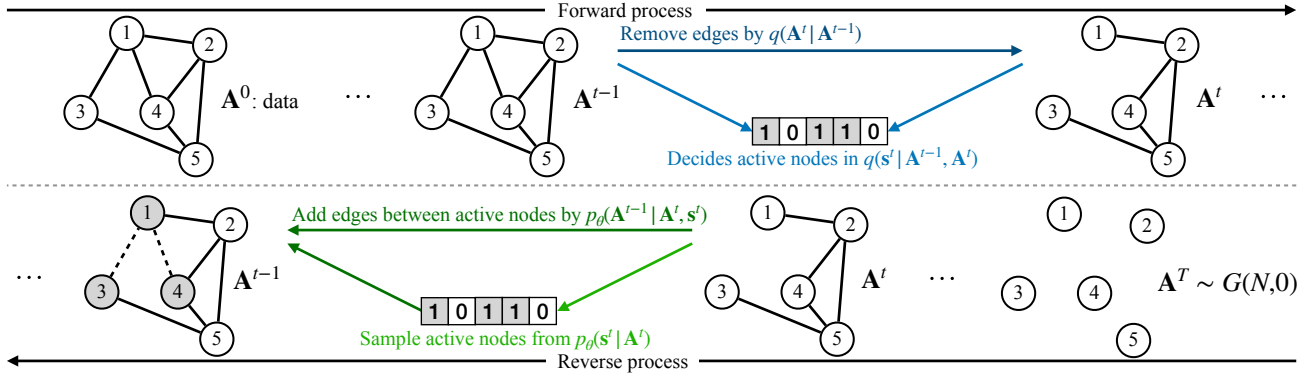 Forward process
1 2 3 4 5
A⁰: data
···
1 2 3 4 5
Aᵗ⁻¹
Remove edges by q(Aᵗ | Aᵗ⁻¹)
1 0 1 1 0
Decides active nodes in q(sᵗ | Aᵗ⁻¹, Aᵗ)
1 2 3 4 5
Aᵗ
···
···
1 2 3 4 5
Aᵗ⁻¹
Add edges between active nodes by pθ(Aᵗ⁻¹ | Aᵗ, sᵗ)
1 0 1 1 0
Sample active nodes from pθ(sᵗ | Aᵗ)
1 2 3 4 5
Aᵗ
···
1 2 3 4 5
Aᵀ ∼ G(N,0)
Reverse process